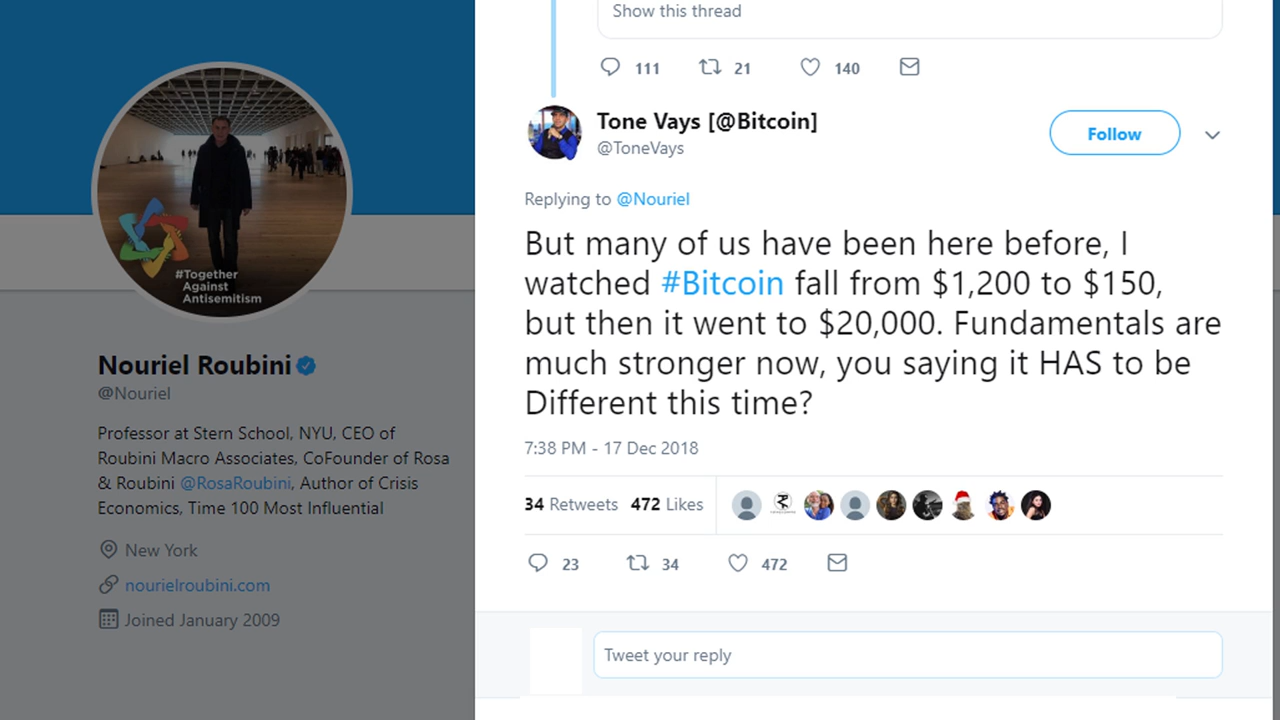 Show this thread
111 21 140
Tone Vays [@Bitcoin]
@ToneVays
Follow
Replying to @Nouriel
But many of us have been here before, I
watched #Bitcoin fall from $1,200 to $150,
but then it went to $20,000. Fundamentals are
much stronger now, you saying it HAS to be
Different this time?
7:38 PM - 17 Dec 2018
34 Retweets 472 Likes
23 34 472
Tweet your reply
#Together
Against
Antisemitism
Nouriel Roubini
@Nouriel
Professor at Stern School, NYU, CEO of
Roubini Macro Associates, CoFounder of Rosa
& Roubini @RosaRoubini, Author of Crisis
Economics, Time 100 Most Influential
New York
nourielroubini.com
Joined January 2009